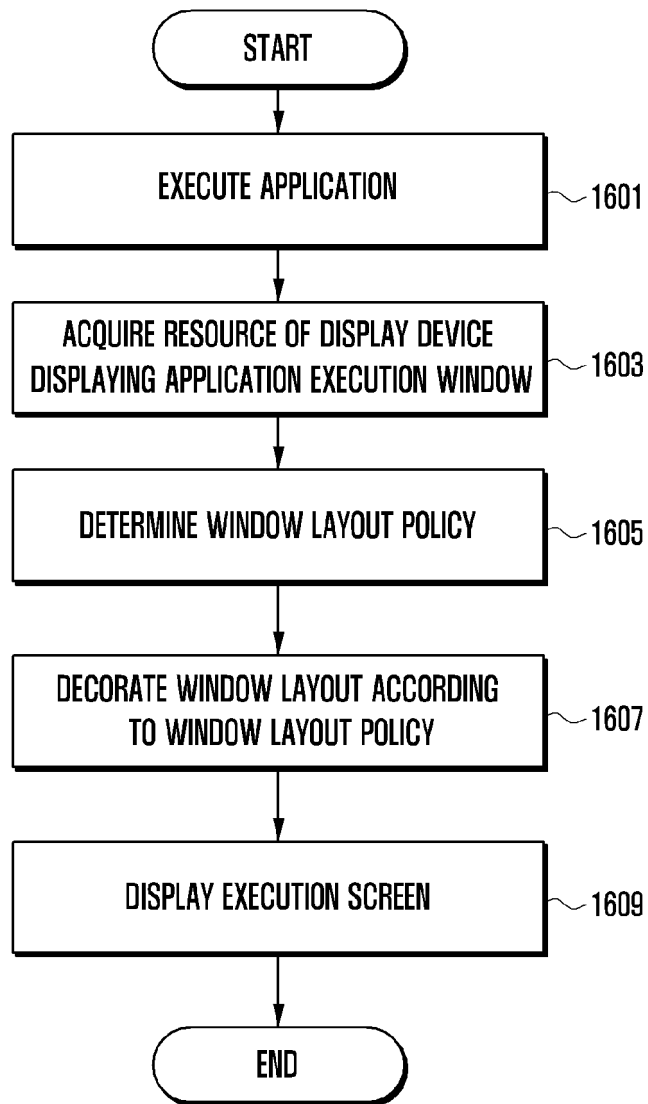 START
EXECUTE APPLICATION
1601
ACQUIRE RESOURCE OF DISPLAY DEVICE
DISPLAYING APPLICATION EXECUTION WINDOW
1603
DETERMINE WINDOW LAYOUT POLICY
1605
DECORATE WINDOW LAYOUT ACCORDING
TO WINDOW LAYOUT POLICY
1607
DISPLAY EXECUTION SCREEN
1609
END